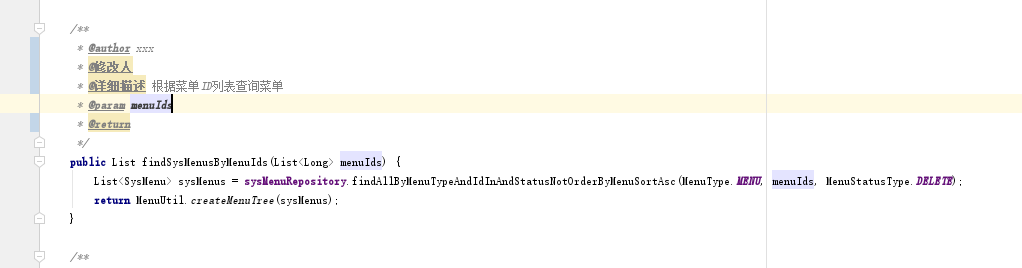 /**
* @author xxx
* @修改人
* @详细描述 根据菜单ID列表查询菜单
* @param menuIds
* @return
*/
public List findSysMenusByMenuIds(List<Long> menuIds) {
List<SysMenu> sysMenus = sysMenuRepository.findAllByMenuTypeAndIdInAndStatusNotOrderByMenuSortAsc(MenuType.MENU, menuIds, MenuStatusType.DELETE);
return MenuUtil.createMenuTree(sysMenus);
}
/**